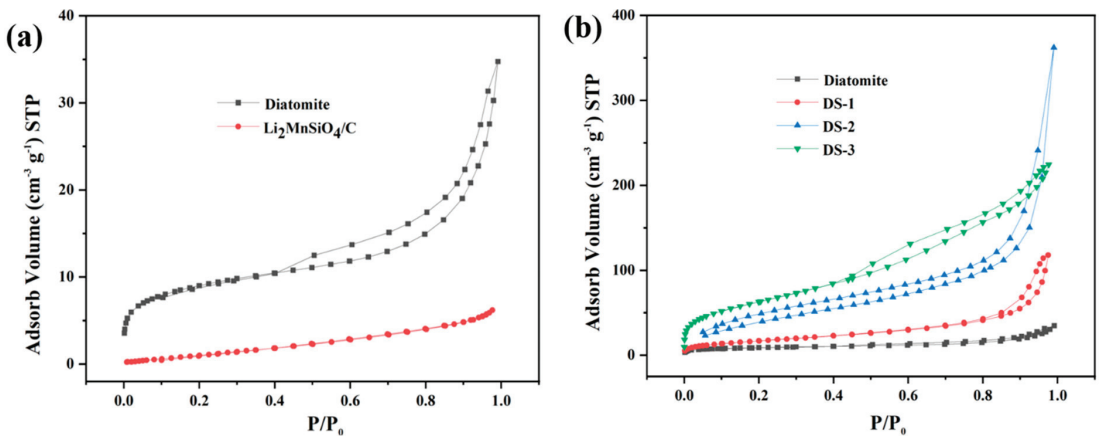 (a)
Adsorb Volume (cm⁻³ g⁻¹) STP
40
30
20
10
0
Diatomite
Li₂MnSiO₄/C
0.0 0.2 0.4 0.6 0.8 1.0
P/P₀
(b)
Adsorb Volume (cm⁻³ g⁻¹) STP
400
300
200
100
0
Diatomite
DS-1
DS-2
DS-3
0.0 0.2 0.4 0.6 0.8 1.0
P/P₀